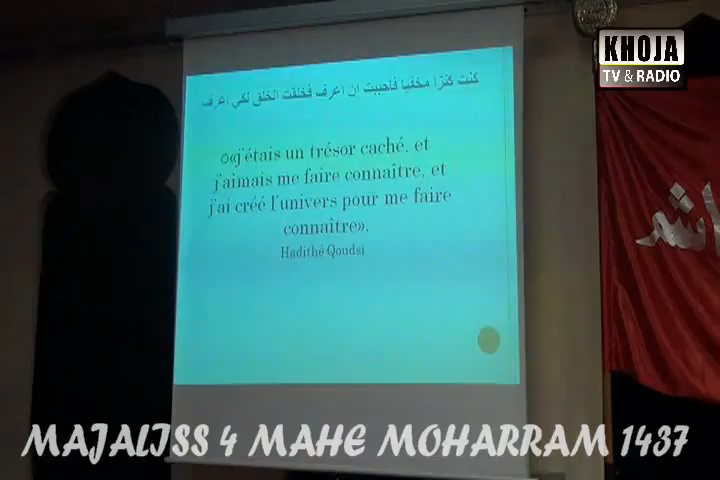 KHOJA
TV & RADIO
كنت كنزا مخفيا فاحببت ان اعرف فخلقت الخلق لكي اعرف
«j'étais un trésor caché. et
j'aimais me faire connaître, et
j'ai créé l'univers pour me faire
connaître».
Hadithé Qoudsi
MAJALISS 4 MAHE MOHARRAM 1437